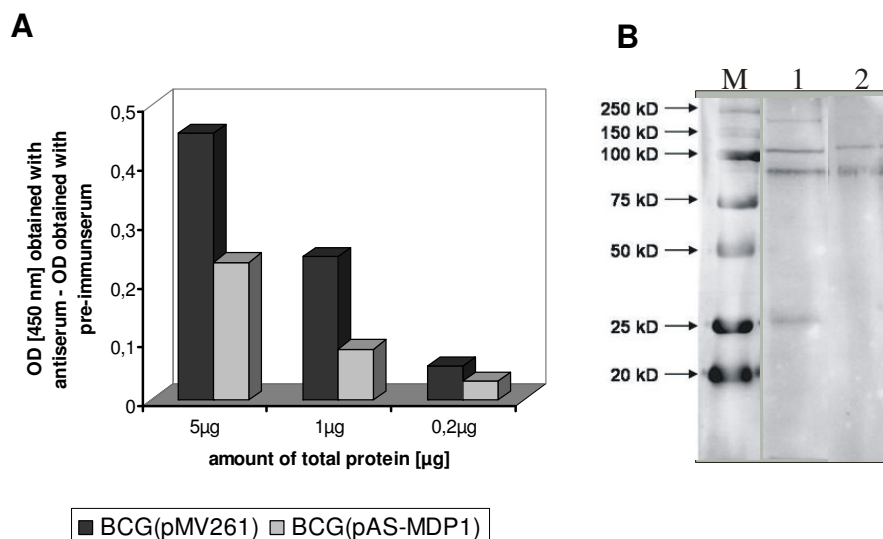 A
OD [450 nm] obtained with
antiserum - OD obtained with
pre-immunserum
0,5
0,4
0,3
0,2
0,1
0
5µg 1µg 0,2µg
amount of total protein [µg]
BCG(pMV261) BCG(pAS-MDP1)
B
M 1 2
250 kD
150 kD
100 kD
75 kD
50 kD
25 kD
20 kD